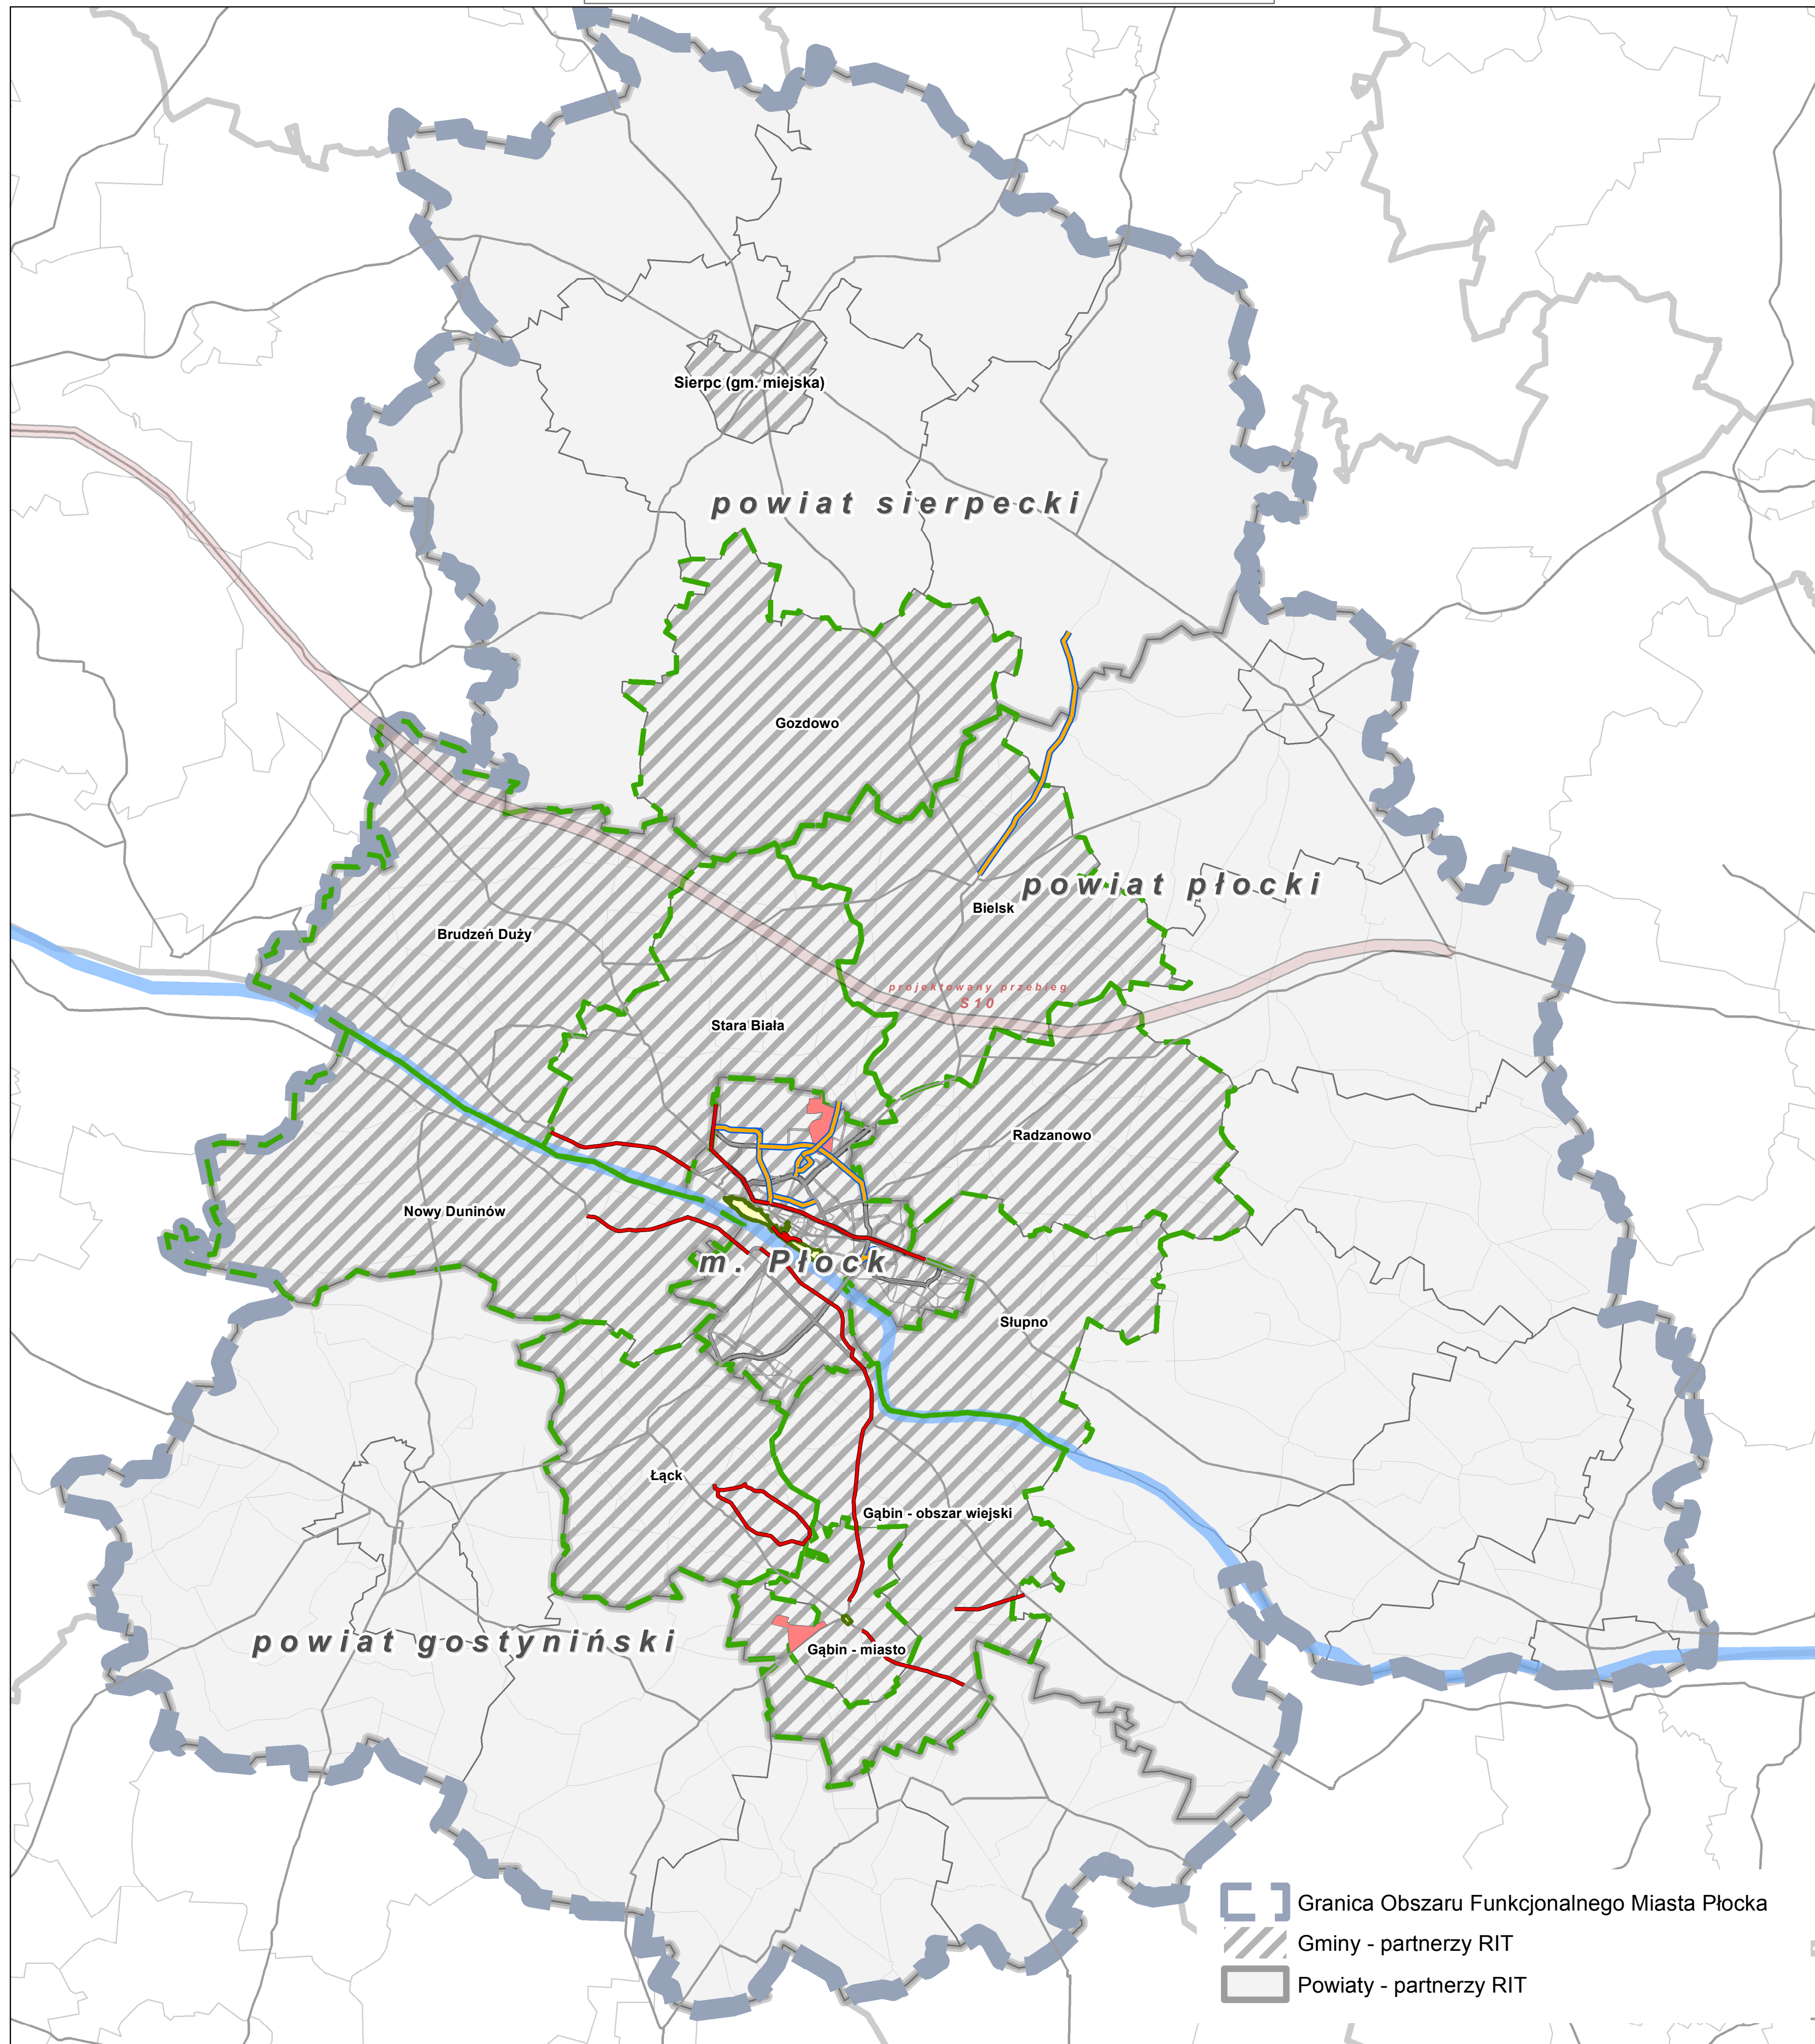 Sierpc (gm. miejska)
powiat sierpecki
Gozdowo
powiat płocki
Bielsk
Brudzeń Duży
projektowany przebieg
S10
Stara Biała
Radzanowo
Nowy Duninów
m. Płock
Słupno
Łąck
Gąbin - obszar wiejski
powiat gostyniński
Gąbin - miasto
Granica Obszaru Funkcjonalnego Miasta Płocka
Gminy - partnerzy RIT
Powiaty - partnerzy RIT